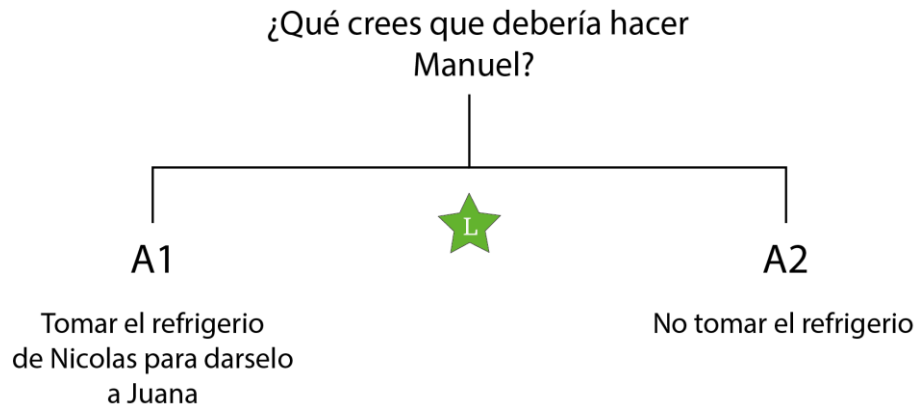 ¿Qué crees que debería hacer
Manuel?
L
A1
A2
Tomar el refrigerio
de Nicolas para darselo
a Juana
No tomar el refrigerio